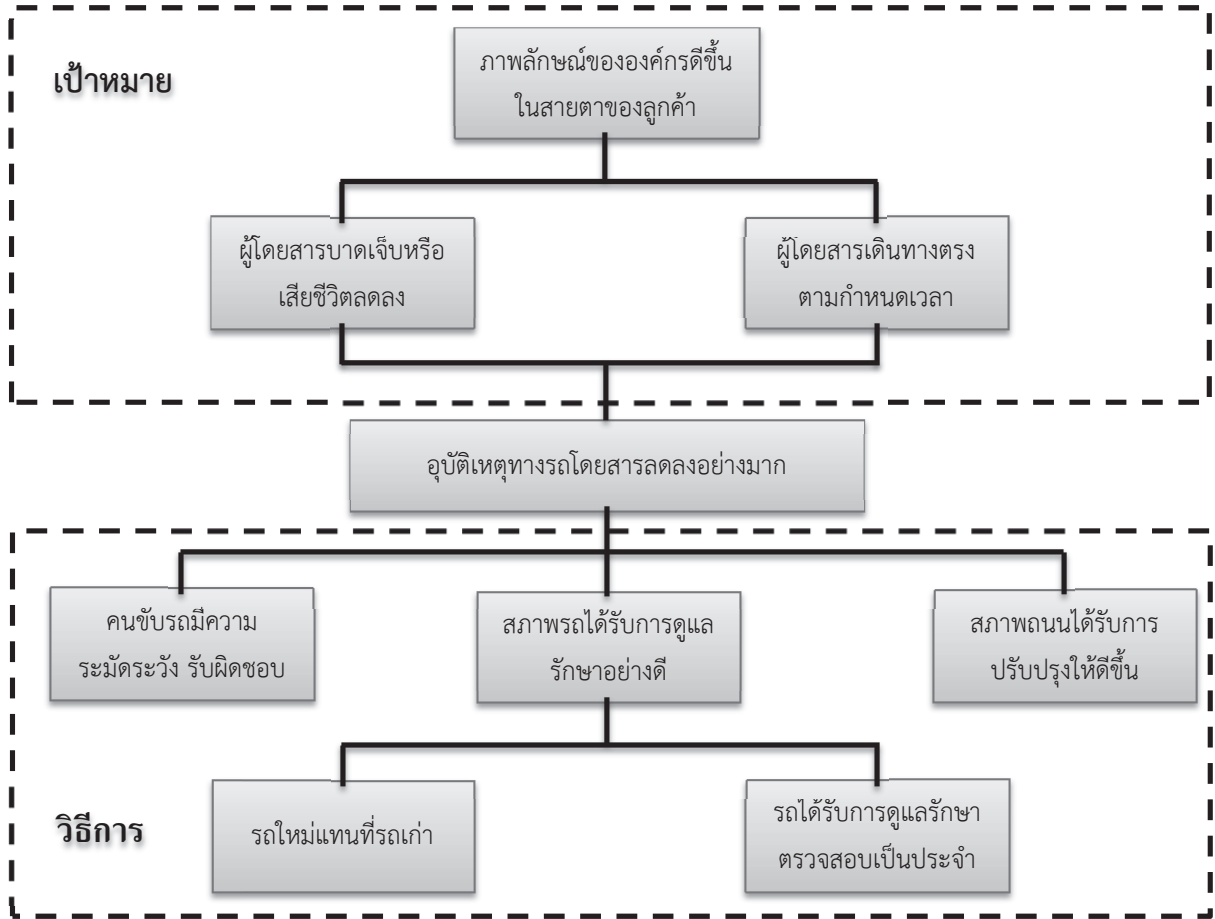 เป้าหมาย
ภาพลักษณ์ขององค์กรดีขึ้น
ในสายตาของลูกค้า
ผู้โดยสารบาดเจ็บหรือ
เสียชีวิตลดลง
ผู้โดยสารเดินทางตรง
ตามกำหนดเวลา
อุบัติเหตุทางรถโดยสารลดลงอย่างมาก
คนขับรถมีความ
ระมัดระวัง รับผิดชอบ
สภาพรถได้รับการดูแล
รักษาอย่างดี
สภาพถนนได้รับการ
ปรับปรุงให้ดีขึ้น
วิธีการ
รถใหม่แทนที่รถเก่า
รถได้รับการดูแลรักษา
ตรวจสอบเป็นประจำ